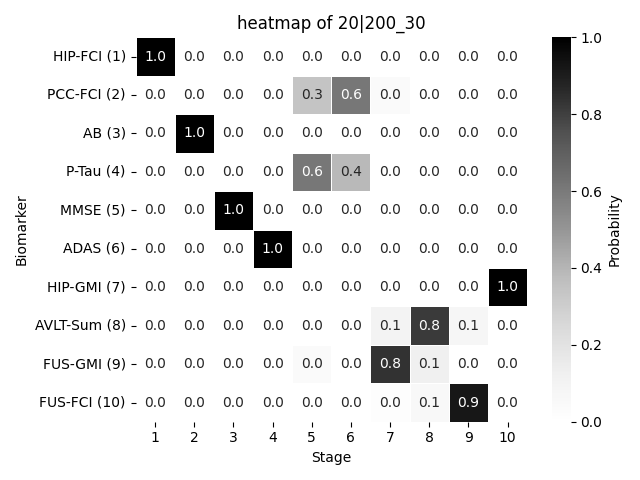 heatmap of 20|200_30
HIP-FCI (1) 1.0 0.0 0.0 0.0 0.0 0.0 0.0 0.0 0.0 0.0
PCC-FCI (2) 0.0 0.0 0.0 0.0 0.3 0.6 0.0 0.0 0.0 0.0
AB (3) 0.0 1.0 0.0 0.0 0.0 0.0 0.0 0.0 0.0 0.0
P-Tau (4) 0.0 0.0 0.0 0.0 0.6 0.4 0.0 0.0 0.0 0.0
MMSE (5) 0.0 0.0 1.0 0.0 0.0 0.0 0.0 0.0 0.0 0.0
ADAS (6) 0.0 0.0 0.0 1.0 0.0 0.0 0.0 0.0 0.0 0.0
HIP-GMI (7) 0.0 0.0 0.0 0.0 0.0 0.0 0.0 0.0 0.0 1.0
AVLT-Sum (8) 0.0 0.0 0.0 0.0 0.0 0.0 0.1 0.8 0.1 0.0
FUS-GMI (9) 0.0 0.0 0.0 0.0 0.0 0.0 0.8 0.1 0.0 0.0
FUS-FCI (10) 0.0 0.0 0.0 0.0 0.0 0.0 0.0 0.1 0.9 0.0
1 2 3 4 5 6 7 8 9 10
Stage
Biomarker
1.0
0.8
0.6
0.4
0.2
0.0
Probability